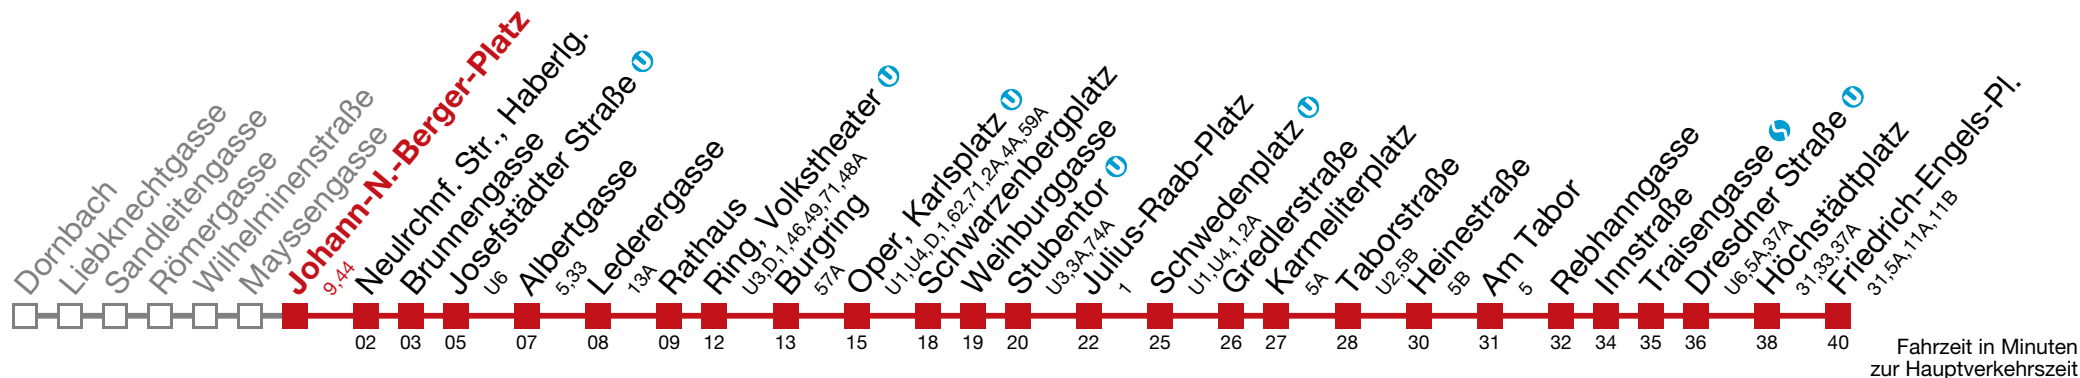 Dornbach
Liebknechtgasse
Sandleitengasse
Römergasse
Wilhelminenstraße
Mayssengasse
Johann-N.-Berger-Platz
9,44
Neulrchnf. Str., Haberlg.
02
Brunnengasse
03
Josefstädter Straße U
U6
05
Albertgasse
5,33
07
Lederergasse
13A
08
Rathaus
09
Ring, Volkstheater U
U3,D,1,46,49,71,48A
12
Burgring
57A
13
Oper, Karlsplatz U
U1,U4,D,1,62,71,2A,4A,59A
15
Schwarzenbergplatz
18
Weihburggasse
19
Stubentor U
U3,3A,74A
20
Julius-Raab-Platz
1
22
Schwedenplatz U
U1,U4,1,2A
25
Gredlerstraße
26
Karmeliterplatz
5A
27
Taborstraße
U2,5B
28
Heinestraße
5B
30
Am Tabor
5
31
Rebhanngasse
32
Innstraße
34
Traisengasse S
35
Dresdner Straße U
U6,5A,37A
36
Höchstädtplatz
31,33,37A
38
Friedrich-Engels-Pl.
31,5A,11A,11B
40
Fahrzeit in Minuten
zur Hauptverkehrszeit